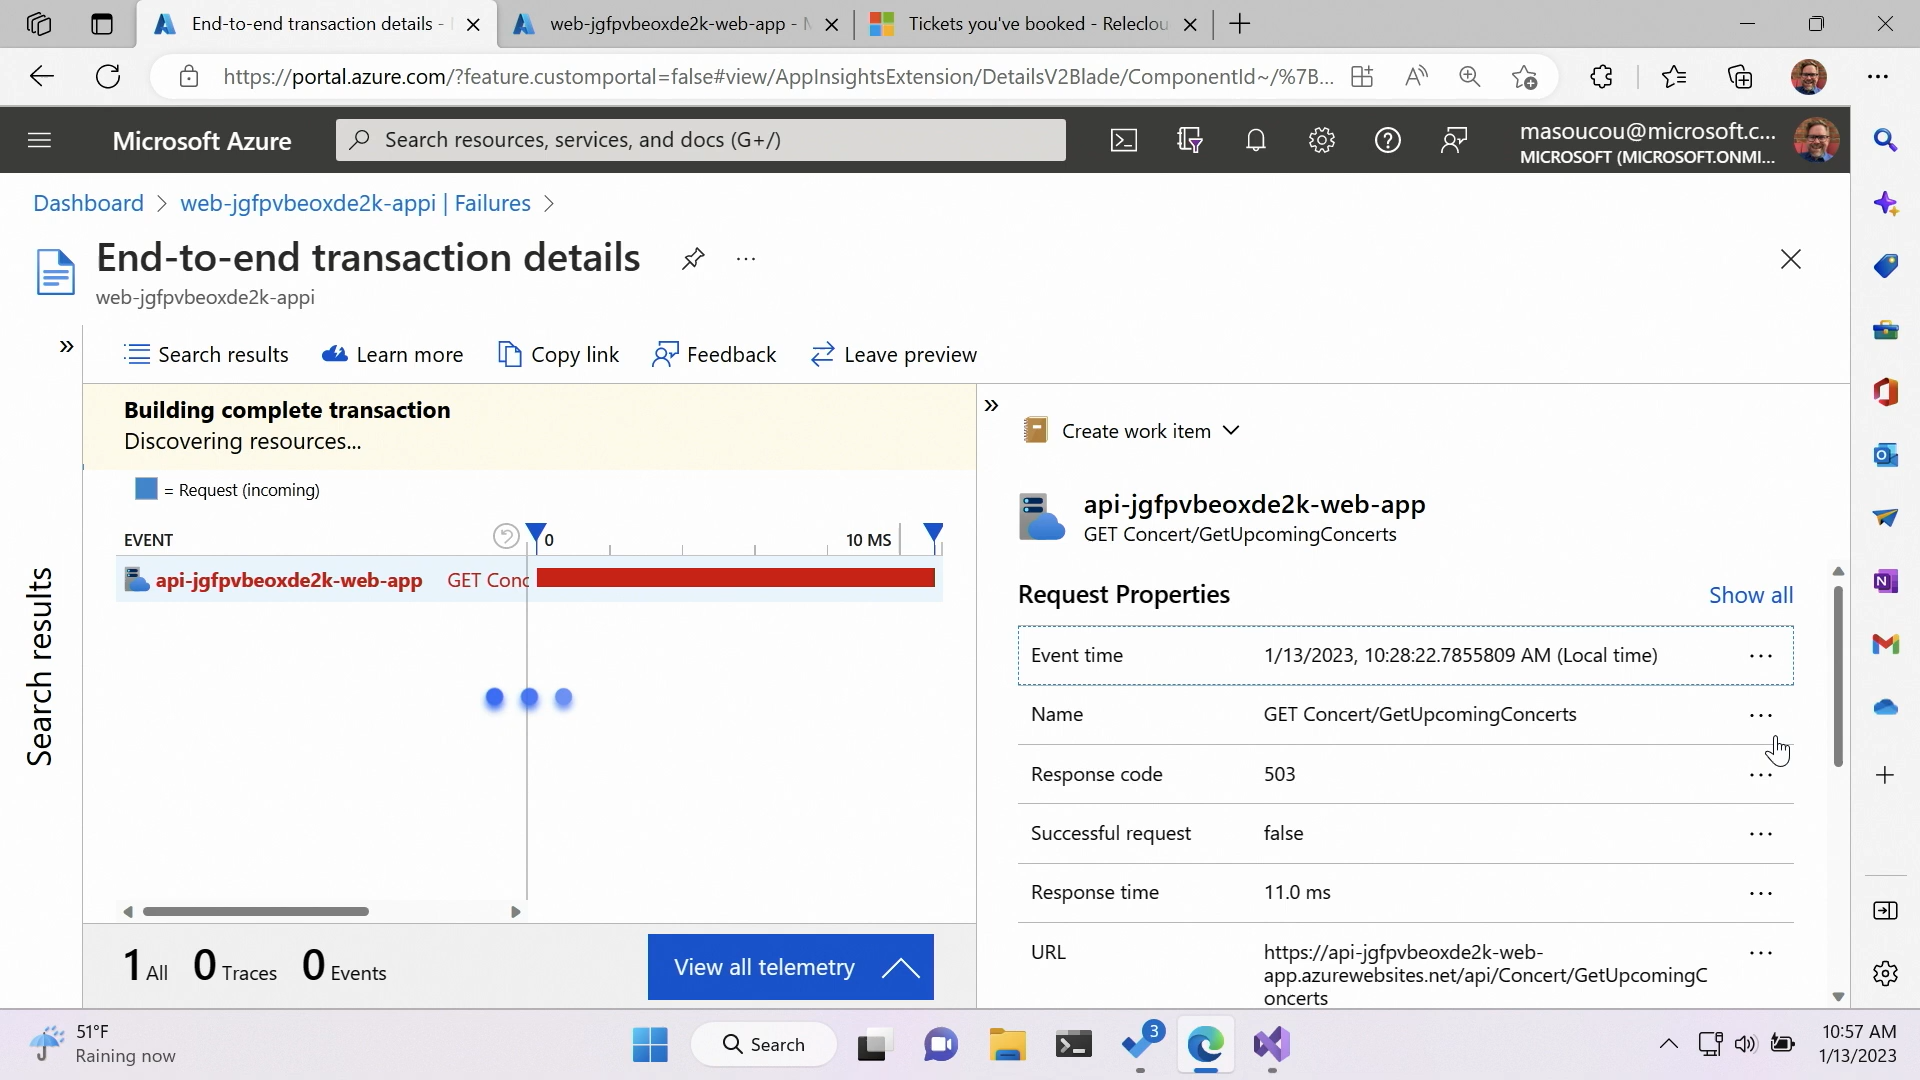 End-to-end transaction details -
web-jgfpvbeoxde2k-web-app -
Tickets you've booked - Reclou
https://portal.azure.com/?feature.customportal=false#view/AppInsightsExtension/DetailsV2Blade/ComponentId~/%7B...
Microsoft Azure
Search resources, services, and docs (G+/)
masoucou@microsoft.c...
MICROSOFT (MICROSOFT.ONMI...
Dashboard > web-jgfpvbeoxde2k-appi | Failures >
End-to-end transaction details
web-jgfpvbeoxde2k-appi
Search results
Learn more
Copy link
Feedback
Leave preview
Search results
Building complete transaction
Discovering resources...
= Request (incoming)
EVENT
0
10 MS
api-jgfpvbeoxde2k-web-app GET Conc
1 All 0 Traces 0 Events
View all telemetry
Create work item
api-jgfpvbeoxde2k-web-app
GET Concert/GetUpcomingConcerts
Request Properties
Show all
Event time 1/13/2023, 10:28:22.7855809 AM (Local time)
Name GET Concert/GetUpcomingConcerts
Response code 503
Successful request false
Response time 11.0 ms
URL https://api-jgfpvbeoxde2k-web-
app.azurewebsites.net/api/Concert/GetUpcomingC
oncerts
51°F
Raining now
Search
3
10:57 AM
1/13/2023